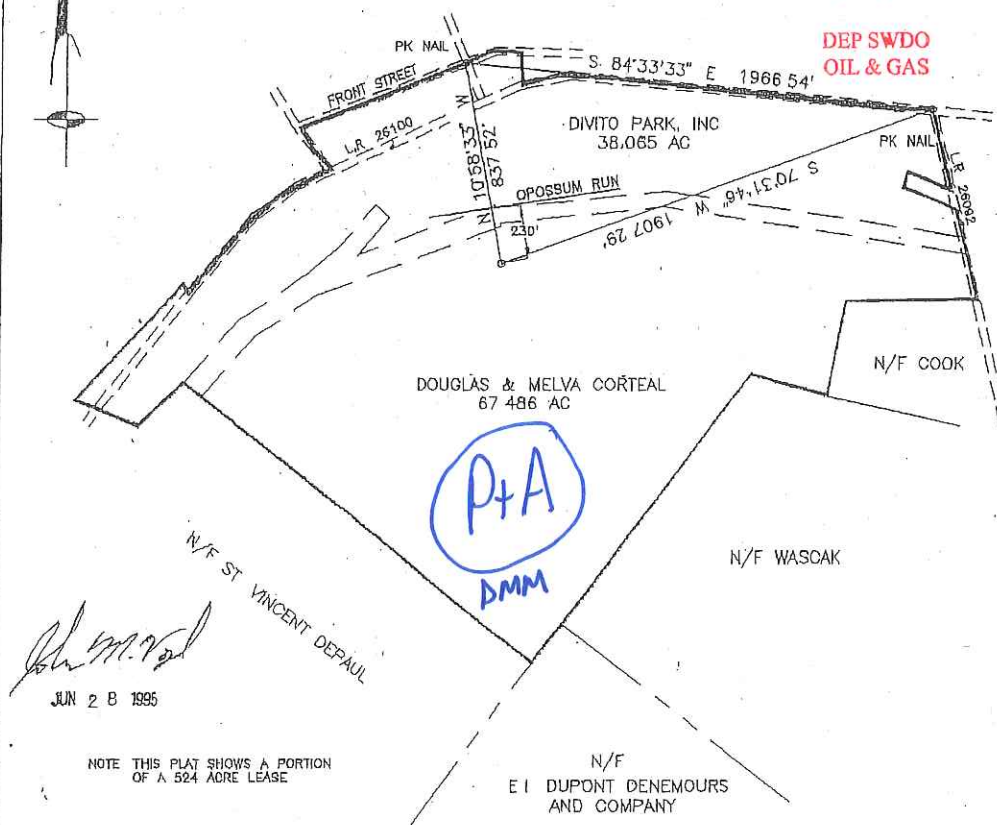 DEP SWDO
OIL & GAS
PK NAIL
FRONT STREET
S 84°33'33" E 1966 54'
L.R 26100
DIVITO PARK, INC
38.065 AC
PK NAIL
LR 26092
N 10°58'35" W
837 52'
OPOSSUM RUN
230'
S 70°31'46" W
1907 29'
N/F COOK
DOUGLAS & MELVA CORTEAL
67 486 AC
P+A
DMM
N/F WASCAK
N/F ST VINCENT DEPAUL
JUN 28 1995
NOTE THIS PLAT SHOWS A PORTION
OF A 524 ACRE LEASE
N/F
E I DUPONT DENEMOURS
AND COMPANY